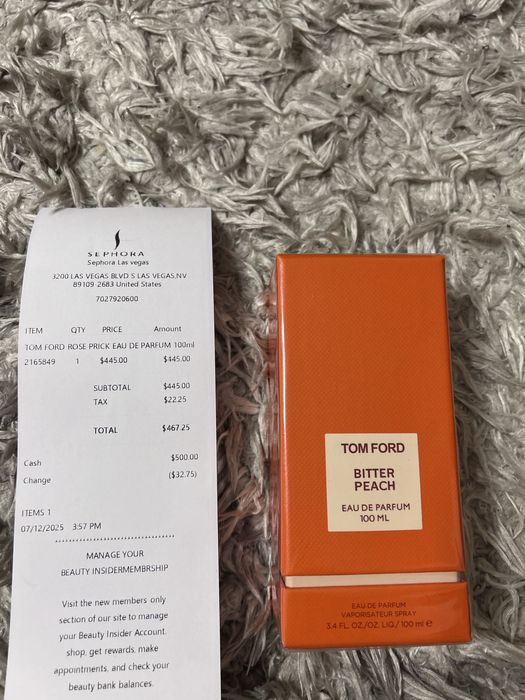 SEPHORA
Sephora Las vegas
3200 LAS VEGAS BLVD S LAS VEGAS,NV
89109-2683 United States
7027920600
ITEM QTY PRICE Amount
TOM FORD ROSE PRICK EAU DE PARFUM 100ml
2165849 1 $445.00 $445.00
SUBTOTAL $445.00
TAX $22.25
TOTAL $467.25
Cash $500.00
Change ($32.75)
ITEMS 1
07/12/2025 3:57 PM
MANAGE YOUR
BEAUTY INSIDERMEMBRSHIP
Visit the new members only
section of our site to manage
your Beauty Insider Account.
shop, get rewards, make
appointments, and check your
beauty bank balances.
TOM FORD
BITTER
PEACH
EAU DE PARFUM
100 ML
EAU DE PARFUM
VAPORISATEUR SPRAY
3.4 FL. OZ./OZ. LIQ./ 100 ml e